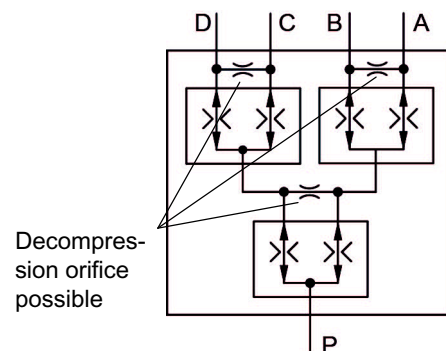 D C B A
Decompres-
sion orifice
possible
P